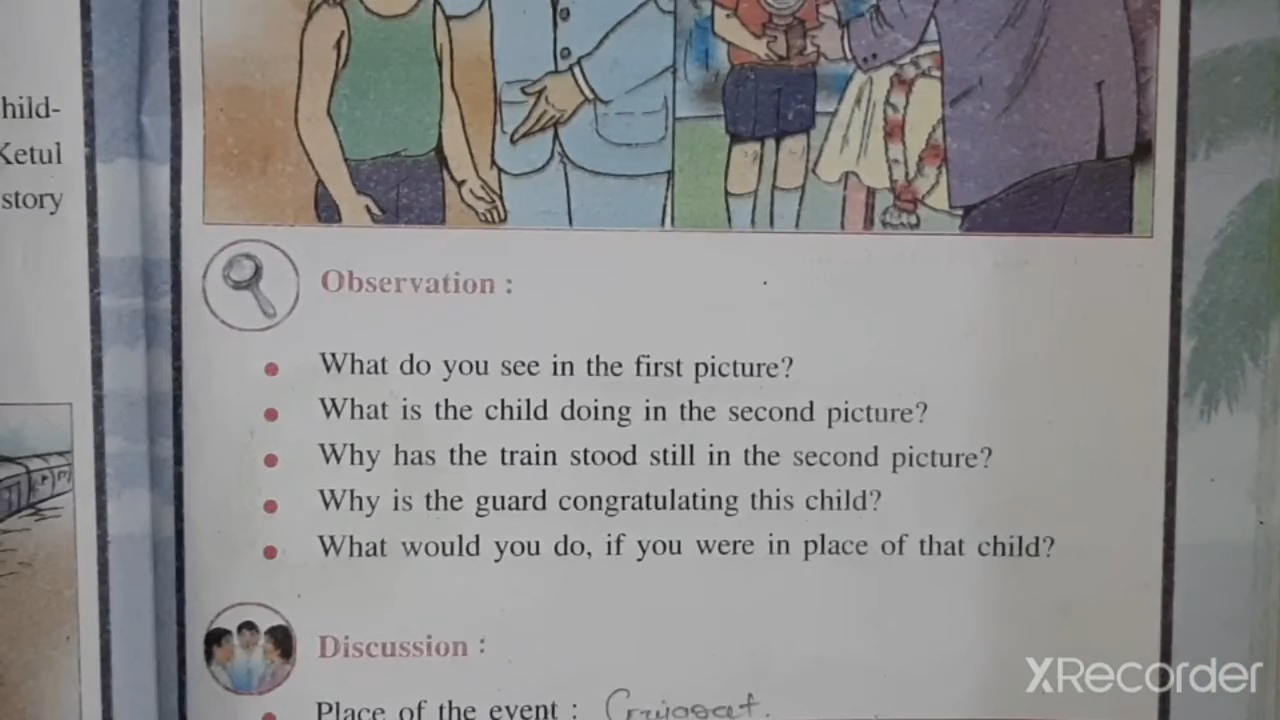 hild-
Ketul
story
Observation :
What do you see in the first picture?
What is the child doing in the second picture?
Why has the train stood still in the second picture?
Why is the guard congratulating this child?
What would you do, if you were in place of that child?
Discussion :
Place of the event :
XRecorder